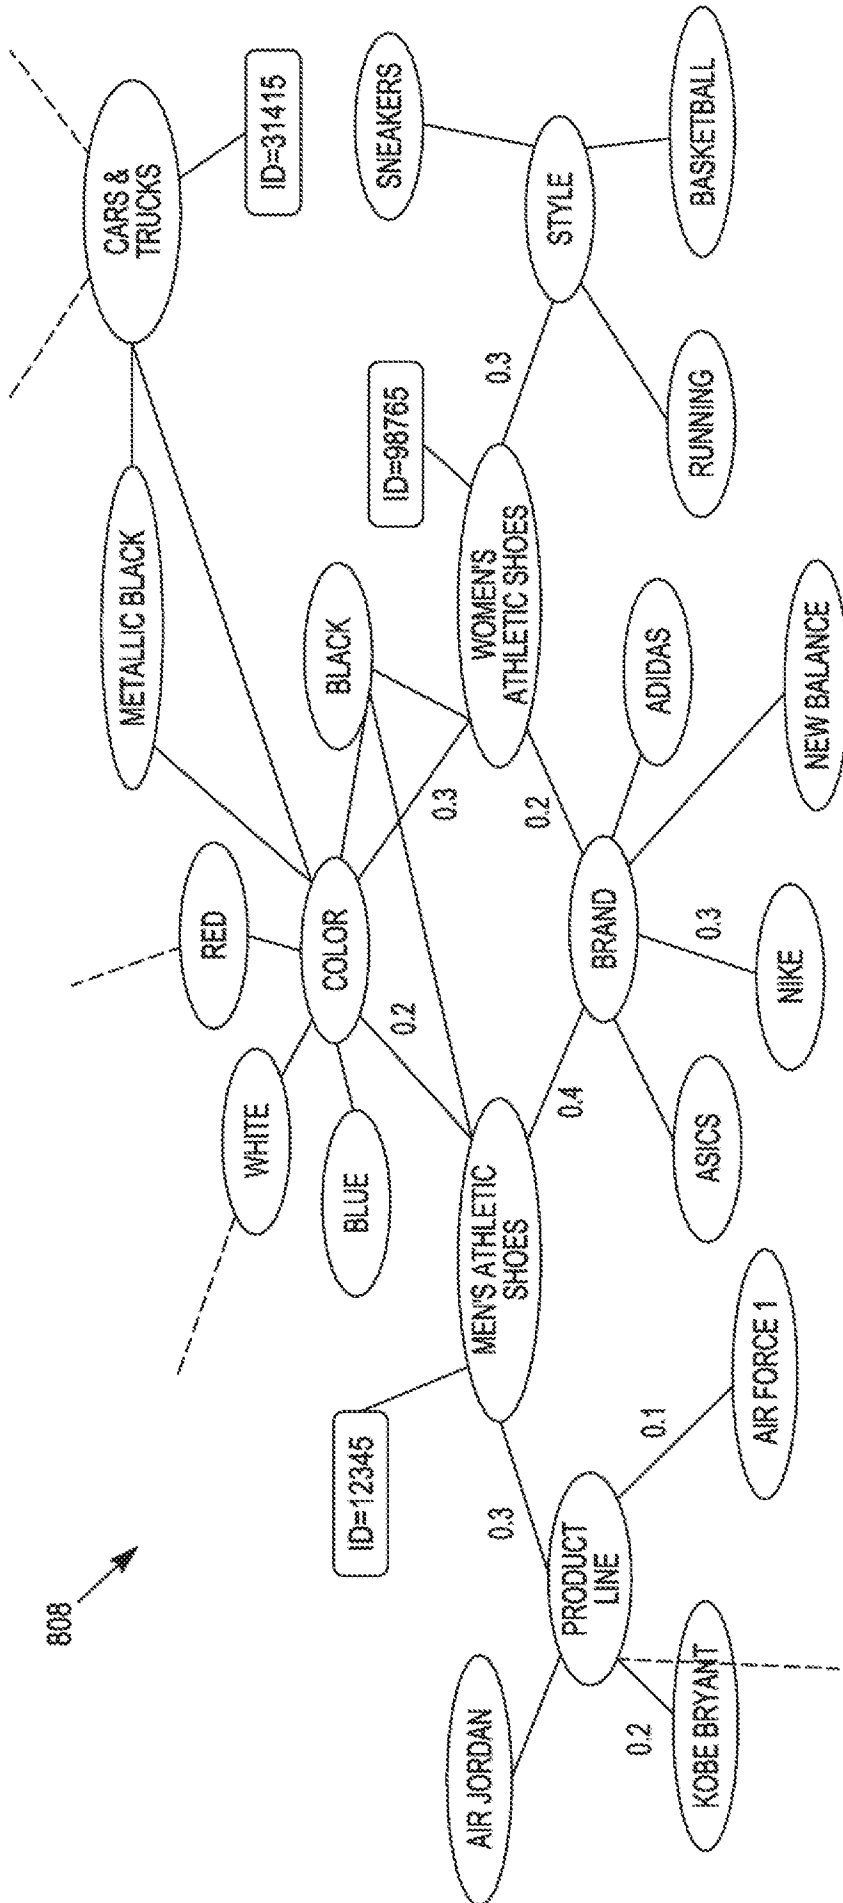 808
CARS &
TRUCKS
ID=31415
METALLIC BLACK
RED
WHITE
BLUE
COLOR
BLACK
ID=98765
SNEAKERS
ID=12345
0.2
0.3
MEN'S ATHLETIC
SHOES
WOMEN'S
ATHLETIC SHOES
0.3
STYLE
AIR JORDAN
0.3
0.4
0.2
PRODUCT
LINE
BRAND
0.2
0.1
KOBE BRYANT
AIR FORCE 1
ASICS
0.3
NIKE
ADIDAS
NEW BALANCE
RUNNING
BASKETBALL